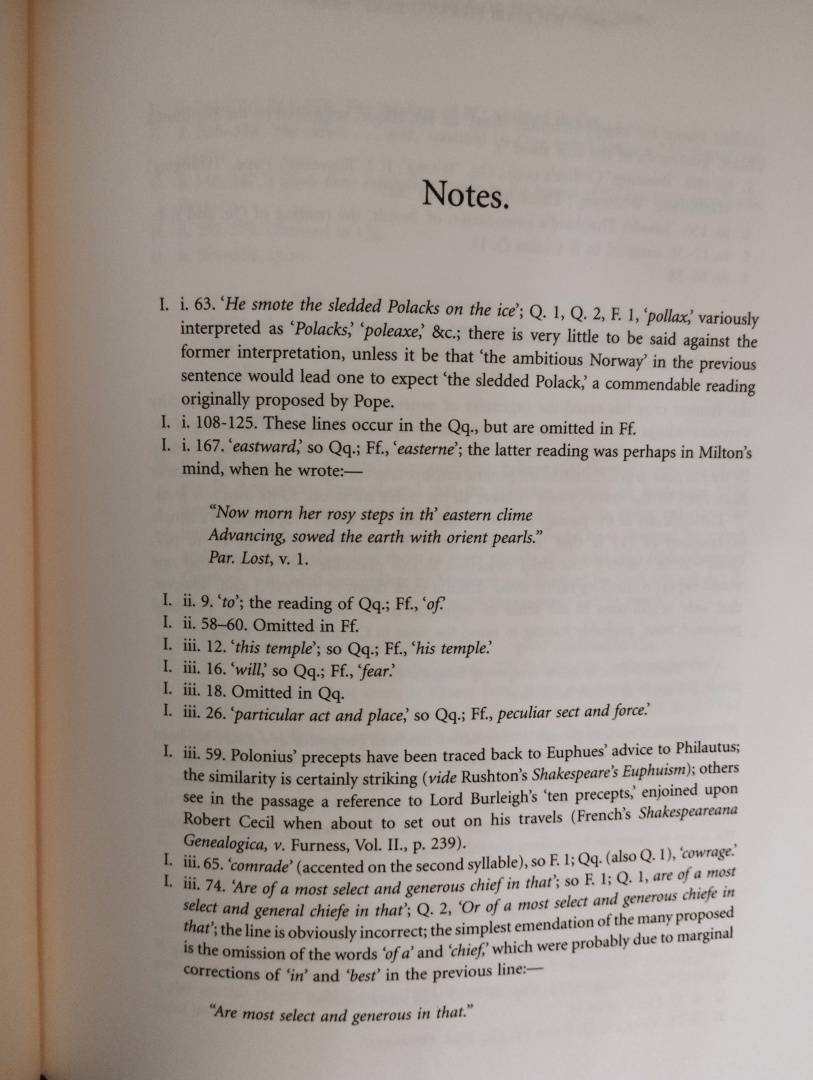 Notes.
I. i. 63. ‘He smote the sledded Polacks on the ice’; Q. 1, Q. 2, F. 1, ‘pollax,’ variously
interpreted as ‘Polacks,’ ‘poleaxe,’ &c.; there is very little to be said against the
former interpretation, unless it be that ‘the ambitious Norway’ in the previous
sentence would lead one to expect ‘the sledded Polack,’ a commendable reading
originally proposed by Pope.
I. i. 108-125. These lines occur in the Qq., but are omitted in Ff.
I. i. 167. ‘eastward,’ so Qq.; Ff., ‘easterne’; the latter reading was perhaps in Milton’s
mind, when he wrote:—
“Now morn her rosy steps in th’ eastern clime
Advancing, sowed the earth with orient pearls.”
Par. Lost, v. 1.
I. ii. 9. ‘to’; the reading of Qq.; Ff., ‘of.’
I. ii. 58–60. Omitted in Ff.
I. iii. 12. ‘this temple’; so Qq.; Ff., ‘his temple.’
I. iii. 16. ‘will,’ so Qq.; Ff., ‘fear.’
I. iii. 18. Omitted in Qq.
I. iii. 26. ‘particular act and place,’ so Qq.; Ff., peculiar sect and force.’
I. iii. 59. Polonius’ precepts have been traced back to Euphues’ advice to Philautus;
the similarity is certainly striking (vide Rushton’s Shakespeare’s Euphuism); others
see in the passage a reference to Lord Burleigh’s ‘ten precepts,’ enjoined upon
Robert Cecil when about to set out on his travels (French’s Shakespeareana
Genealogica, v. Furness, Vol. II., p. 239).
I. iii. 65. ‘comrade’ (accented on the second syllable), so F. 1; Qq. (also Q. 1), ‘cowrage.’
I. iii. 74. ‘Are of a most select and generous chief in that’; so F. 1; Q. 1, are of a most
select and general chiefe in that’; Q. 2, ‘Or of a most select and generous chiefe in
that’; the line is obviously incorrect; the simplest emendation of the many proposed
is the omission of the words ‘of a’ and ‘chief,’ which were probably due to marginal
corrections of ‘in’ and ‘best’ in the previous line:—
“Are most select and generous in that.”